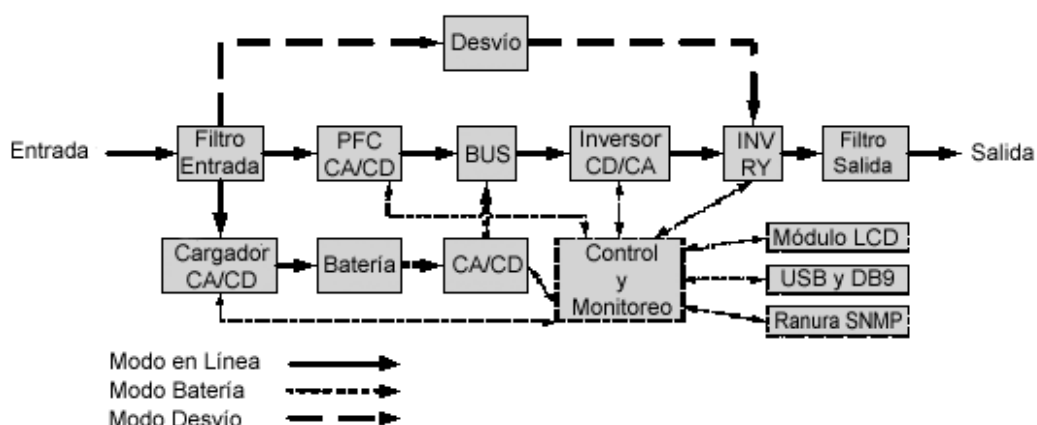 Desvío
Entrada
Filtro
Entrada
PFC
CA/CD
BUS
Inversor
CD/CA
INV
RY
Filtro
Salida
Salida
Cargador
CA/CD
Batería
CA/CD
Control
y
Monitoreo
Módulo LCD
USB y DB9
Ranura SNMP
Modo en Línea
Modo Batería
Modo Desvío